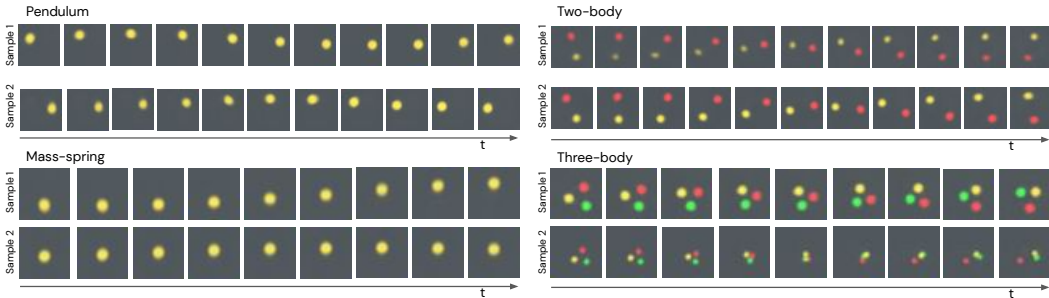 Pendulum
Sample 1
Sample 2
t
Mass-spring
Sample 1
Sample 2
t
Two-body
Sample 1
Sample 2
t
Three-body
Sample 1
Sample 2
t